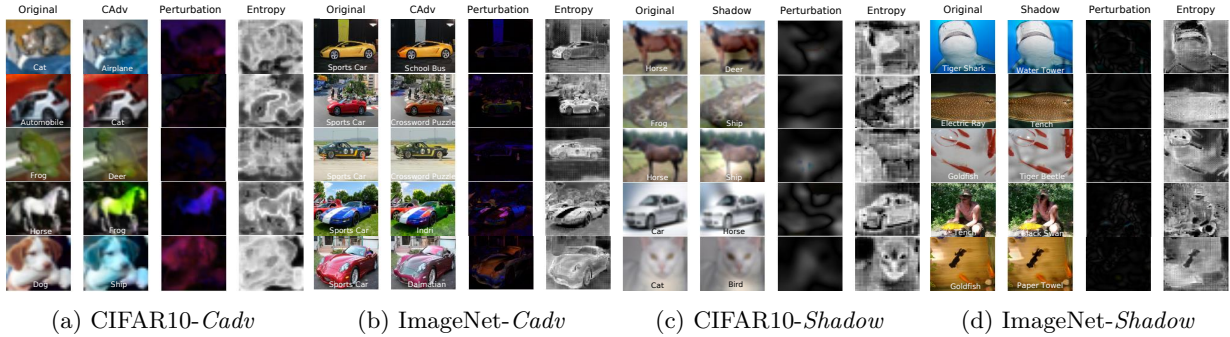 Original CAdv Perturbation Entropy Original CAdv Perturbation Entropy Original Shadow Perturbation Entropy Original Shadow Perturbation Entropy
Cat Airplane Sports Car School Bus Horse Deer Tiger Shark Water Tower
Automobile Cat Sports Car Crossword Puzzle Frog Ship Electric Ray Tench
Frog Deer Sports Car Crossword Puzzle Horse Ship Goldfish Tiger Beetle
Horse Frog Sports Car Indri Car Horse Tench Black Swan
Dog Ship Sports Car Dalmatian Cat Bird Goldfish Paper Towel
(a) CIFAR10-Cadv (b) ImageNet-Cadv (c) CIFAR10-Shadow (d) ImageNet-Shadow